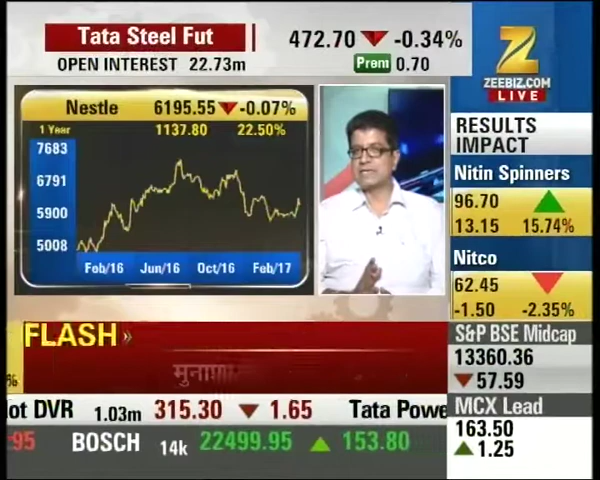 Tata Steel Fut
472.70 -0.34%
OPEN INTEREST 22.73m
Prem 0.70
Z
ZEEBIZ.COM
LIVE
Nestle 6195.55 -0.07%
1 Year 1137.80 22.50%
7683
6791
5900
5008
Feb/16 Jun/16 Oct/16 Feb/17
RESULTS
IMPACT
Nitin Spinners
96.70
13.15 15.74%
Nitco
62.45
-1.50 -2.35%
S&P BSE Midcap
13360.36
57.59
MCX Lead
163.50
1.25
FLASH
%
ot DVR 1.03m 315.30 1.65 Tata Powe
:95 BOSCH 14k 22499.95 153.80